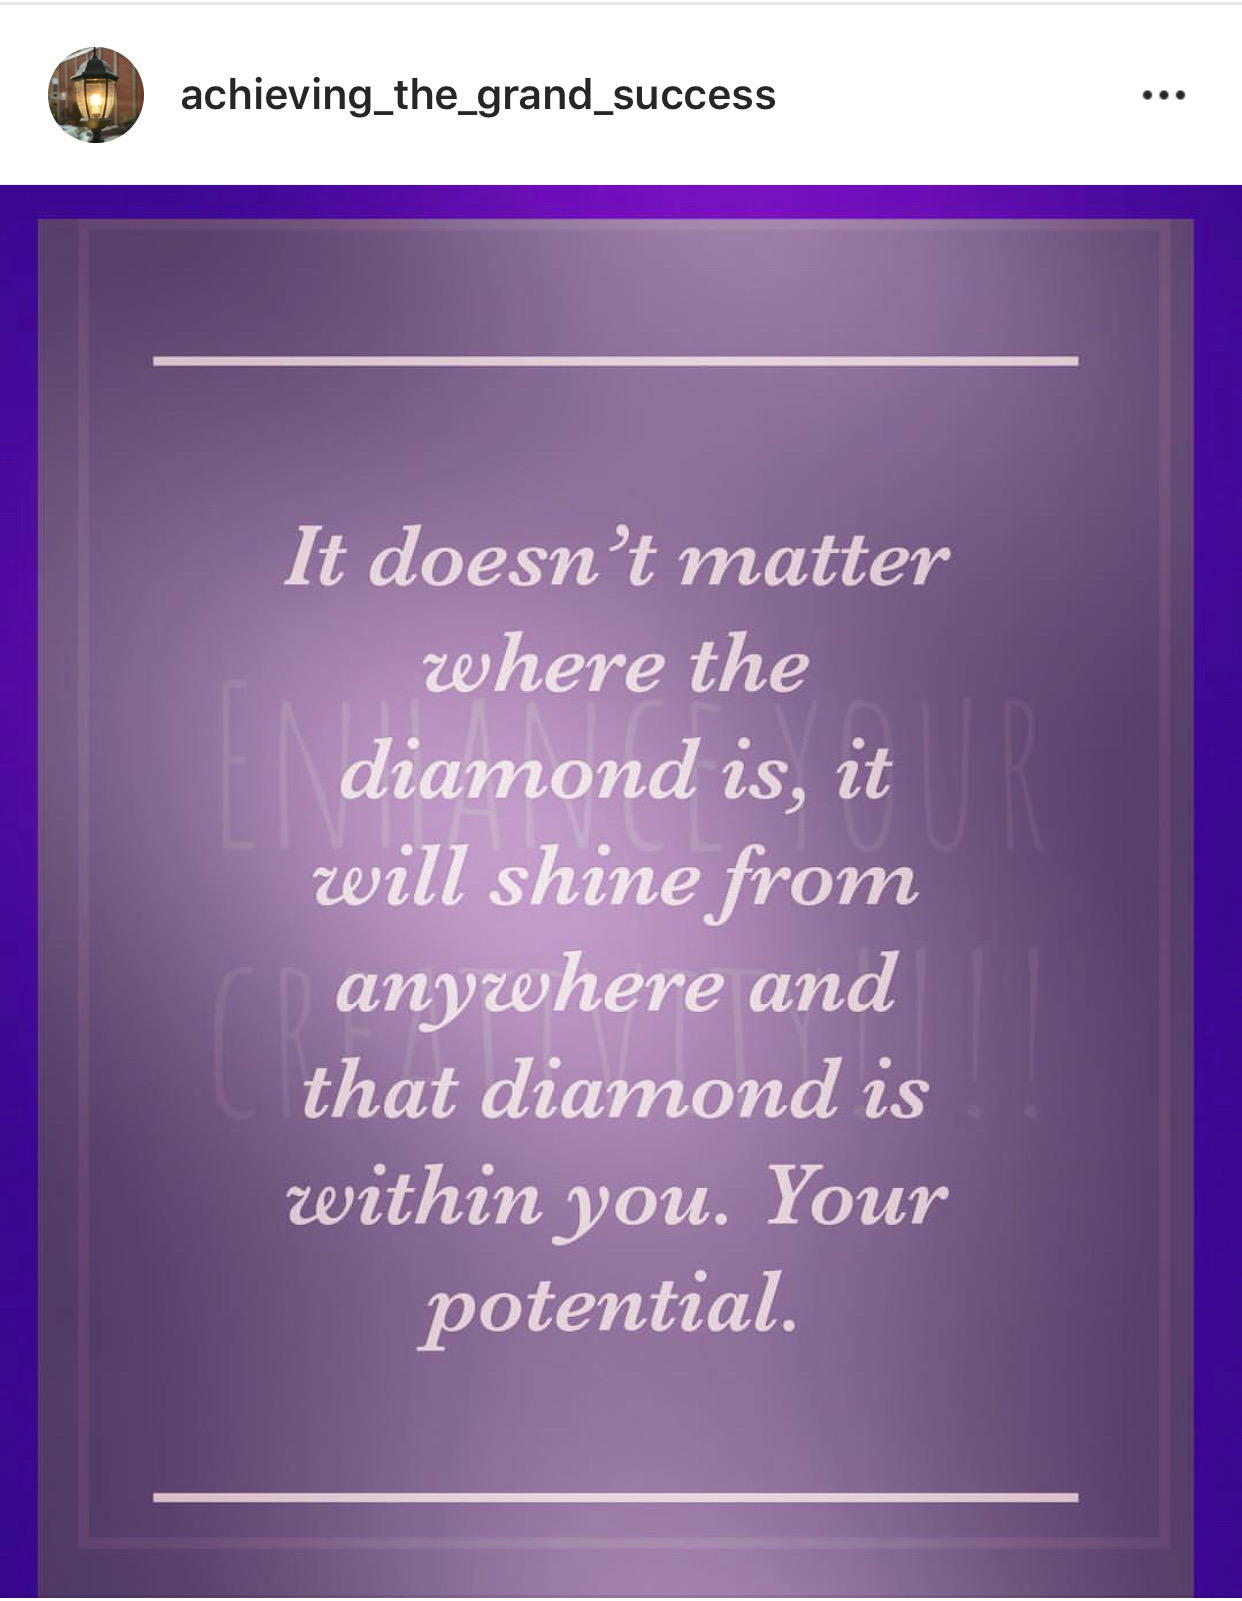 achieving_the_grand_success
It doesn’t matter
where the
diamond is, it
will shine from
anywhere and
that diamond is
within you. Your
potential.
ENHANCE YOUR
CREATIVITY!!!!